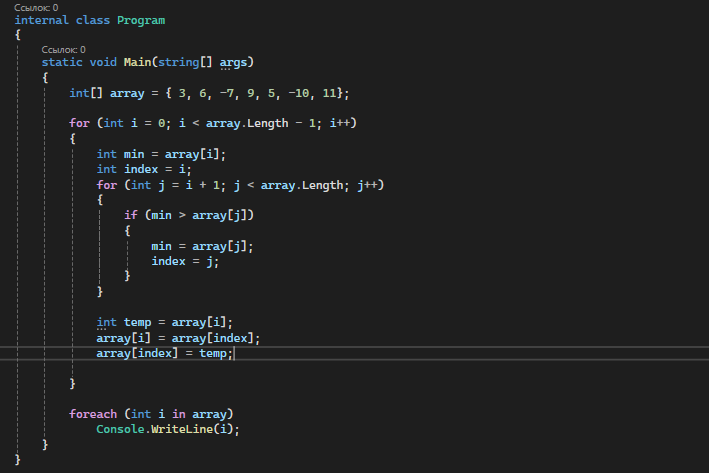 Ссылок: 0
internal class Program
{
Ссылок: 0
static void Main(string[] args)
{
int[] array = { 3, 6, -7, 9, 5, -10, 11};
for (int i = 0; i < array.Length - 1; i++)
{
int min = array[i];
int index = i;
for (int j = i + 1; j < array.Length; j++)
{
if (min > array[j])
{
min = array[j];
index = j;
}
}
int temp = array[i];
array[i] = array[index];
array[index] = temp;
}
foreach (int i in array)
Console.WriteLine(i);
}
}